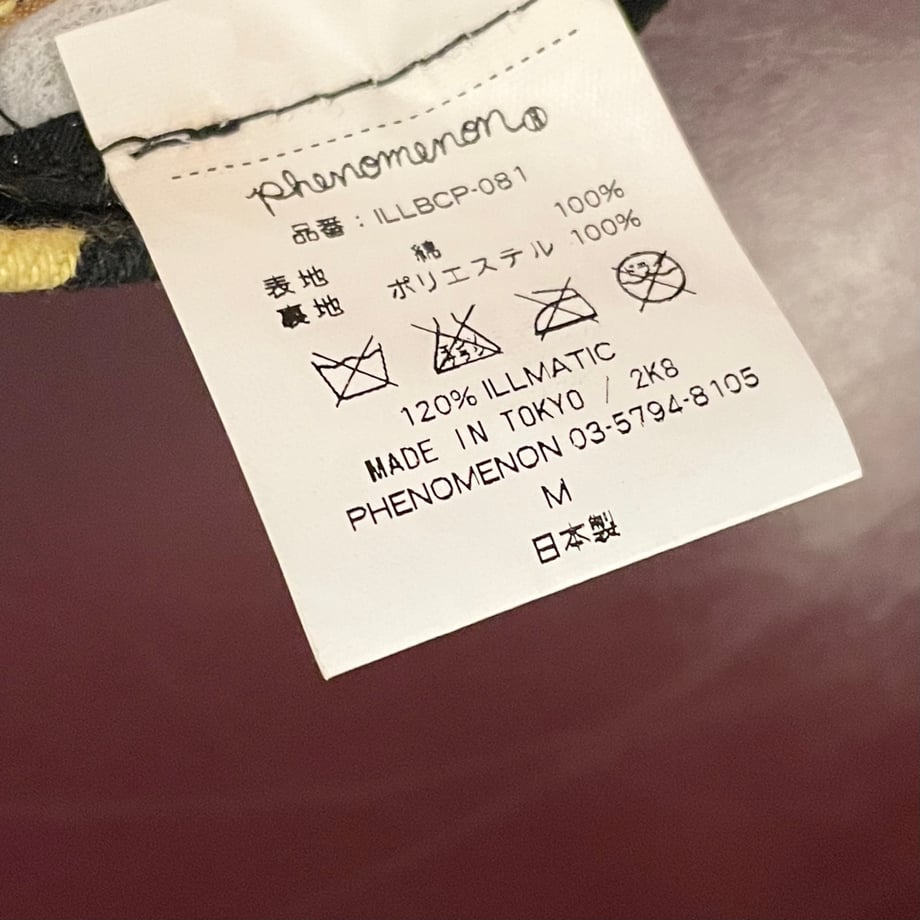 phenomenon®
品番：ILLBCP-081
表地 綿 100%
裏地 ポリエステル 100%
120% ILLMATIC
MADE IN TOKYO / 2K8
PHENOMENON 03-5794-8105
M
日本製